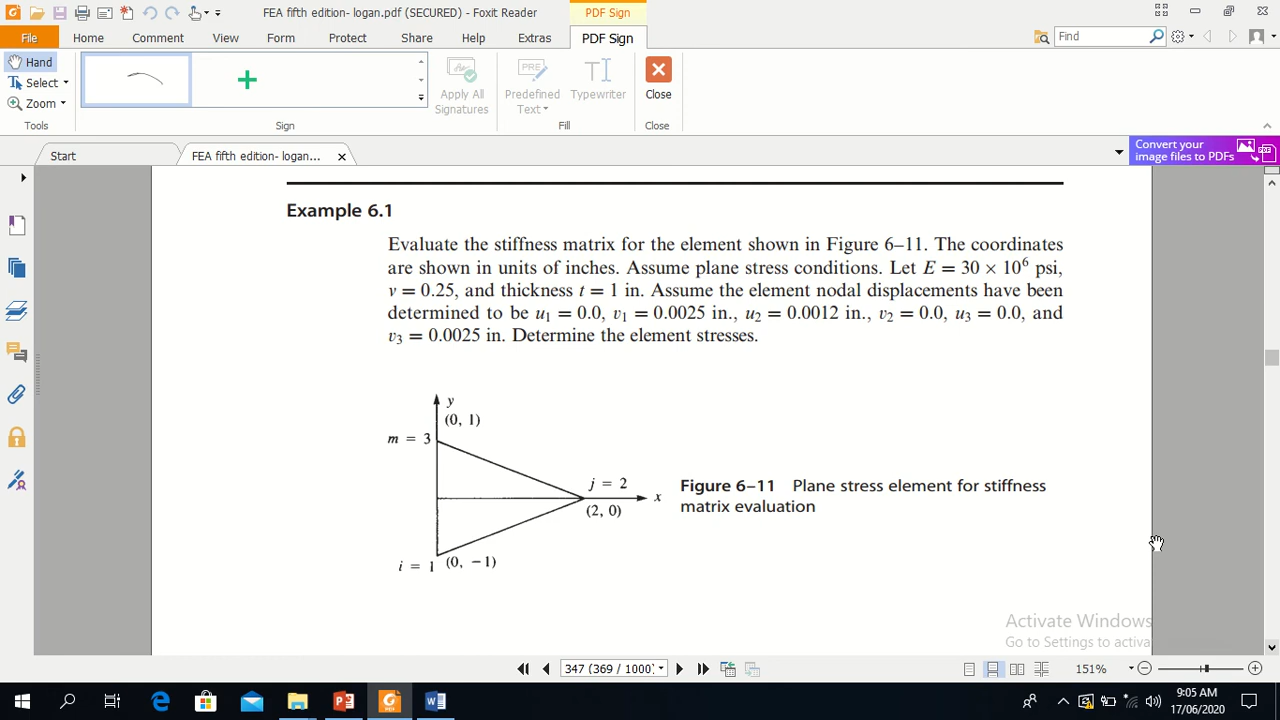 FEA fifth edition- logan.pdf (SECURED) - Foxit Reader
PDF Sign
File
Home
Comment
View
Form
Protect
Share
Help
Extras
PDF Sign
Find
Hand
Select
Zoom
Tools
Sign
Apply All
Signatures
Predefined
Text
Typewriter
Fill
Close
Close
Start
FEA fifth edition- logan...
Convert your
image files to PDFs
PDF
Example 6.1
Evaluate the stiffness matrix for the element shown in Figure 6–11. The coordinates
are shown in units of inches. Assume plane stress conditions. Let E = 30 × 10⁶ psi,
ν = 0.25, and thickness t = 1 in. Assume the element nodal displacements have been
determined to be u₁ = 0.0, v₁ = 0.0025 in., u₂ = 0.0012 in., v₂ = 0.0, u₃ = 0.0, and
v₃ = 0.0025 in. Determine the element stresses.
y
(0, 1)
m = 3
j = 2
x
(2, 0)
i = 1
(0, −1)
Figure 6–11 Plane stress element for stiffness
matrix evaluation
Activate Windows
Go to Settings to activa
347 (369 / 1000)
151%
9:05 AM
17/06/2020